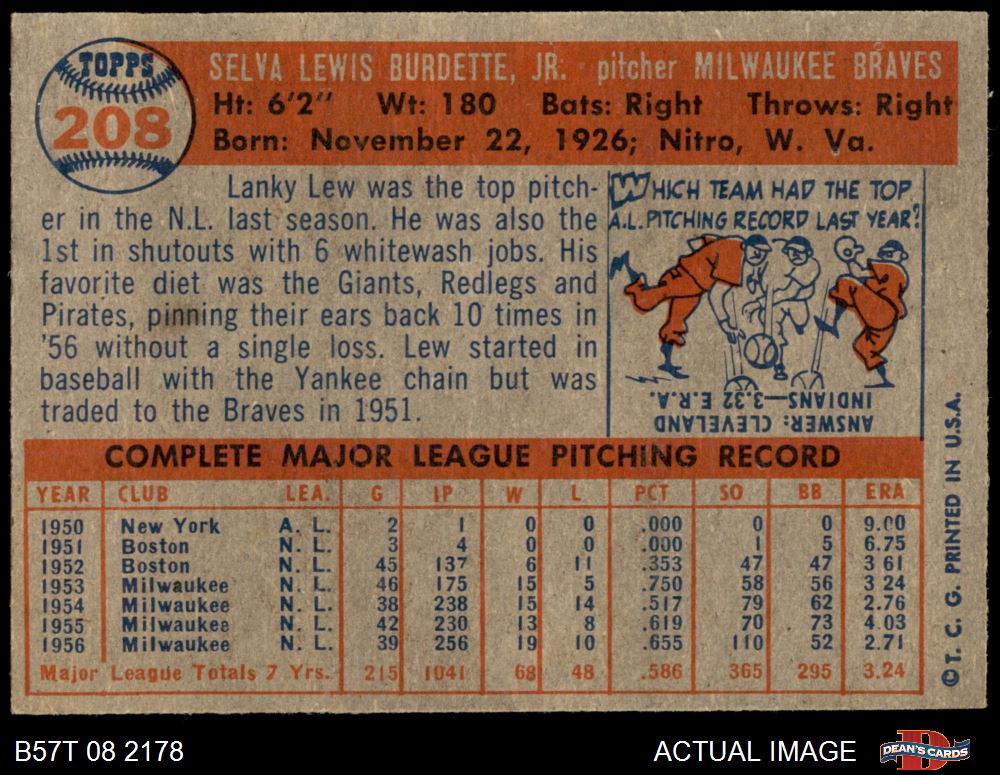 TOPPS
208
SELVA LEWIS BURDETTE, JR. pitcher MILWAUKEE BRAVES
Ht: 6'2" Wt: 180 Bats: Right Throws: Right
Born: November 22, 1926; Nitro, W. Va.
Lanky Lew was the top pitch-
er in the N.L. last season. He was also the
1st in shutouts with 6 whitewash jobs. His
favorite diet was the Giants, Redlegs and
Pirates, pinning their ears back 10 times in
'56 without a single loss. Lew started in
baseball with the Yankee chain but was
traded to the Braves in 1951.
WHICH TEAM HAD THE TOP
A.L. PITCHING RECORD LAST YEAR?
ANSWER: CLEVELAND
INDIANS—3.32 E.R.A.
COMPLETE MAJOR LEAGUE PITCHING RECORD
YEAR CLUB LEA. G IP W L PCT SO BB ERA
1950 New York A. L. 2 1 0 0 .000 0 0 9.00
1951 Boston N. L. 3 4 0 0 .000 1 5 6.75
1952 Boston N. L. 45 137 6 11 .353 47 47 3 61
1953 Milwaukee N. L. 46 175 15 5 .750 58 56 3 24
1954 Milwaukee N. L. 38 238 15 14 .517 79 62 2.76
1955 Milwaukee N. L. 42 230 13 8 .619 70 73 4.03
1956 Milwaukee N. L. 39 256 19 10 .655 110 52 2.71
Major League Totals 7 Yrs. 215 1041 68 48 .586 365 295 3.24
©T. C. G. PRINTED IN U.S.A.
B57T 08 2178 ACTUAL IMAGE
DEAN'S CARDS